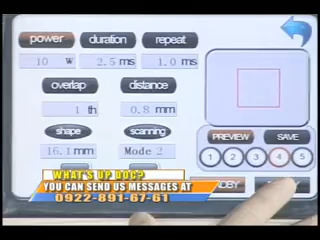 power duration repeat
10 W 2.5 ms 1.0 ms
overlap distance
1 th 0.8 mm
shape scanning
16.1 mm Mode 2
PREVIEW SAVE
1 2 3 4 5
WHAT'S UP DOC?
YOU CAN SEND US MESSAGES AT
0922-891-67-61